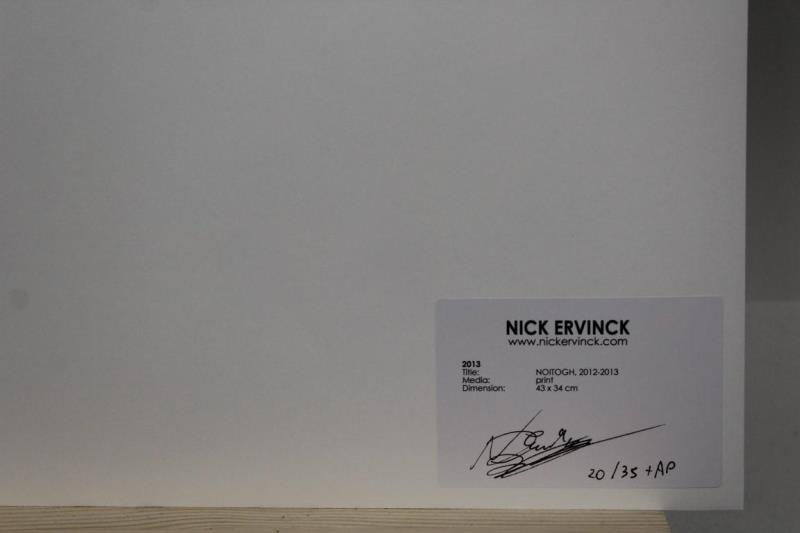 NICK ERVINCK
www.nickervinck.com
2013
Title: NOITOGH, 2012-2013
Media: print
Dimension: 43 x 34 cm
20/35 +AP